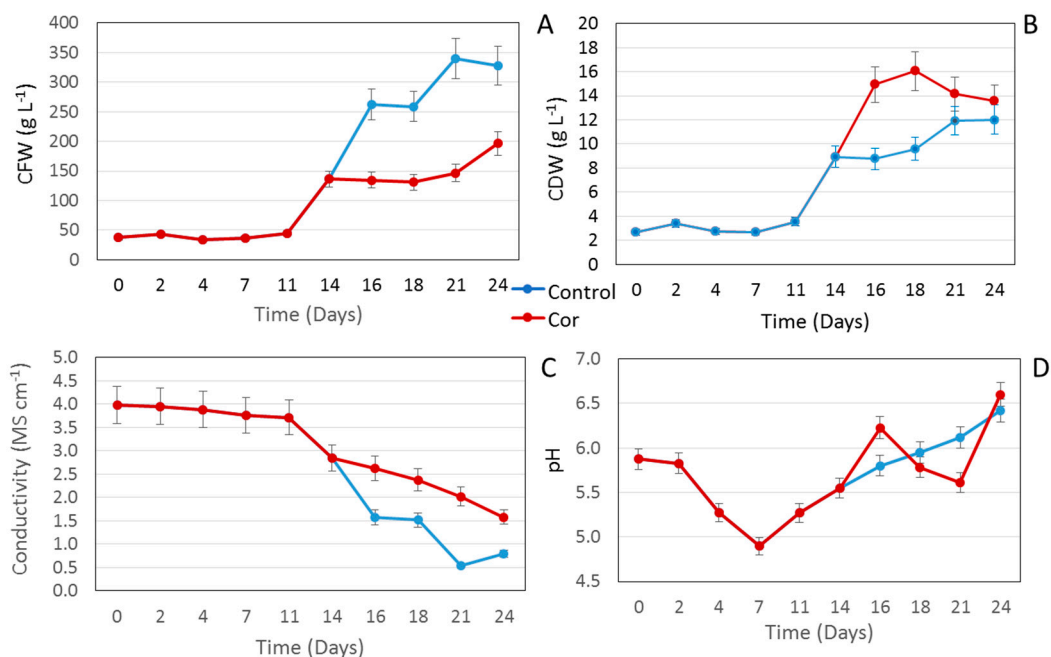 A
CFW (g L-1)
400
350
300
250
200
150
100
50
0
0 2 4 7 11 14 16 18 21 24
Time (Days)
B
CDW (g L-1)
20
18
16
14
12
10
8
6
4
2
0
0 2 4 7 11 14 16 18 21 24
Time (Days)
Control
Cor
C
Conductivity (MS cm-1)
5.0
4.5
4.0
3.5
3.0
2.5
2.0
1.5
1.0
0.5
0.0
0 2 4 7 11 14 16 18 21 24
Time (Days)
D
pH
7.0
6.5
6.0
5.5
5.0
4.5
0 2 4 7 11 14 16 18 21 24
Time (Days)